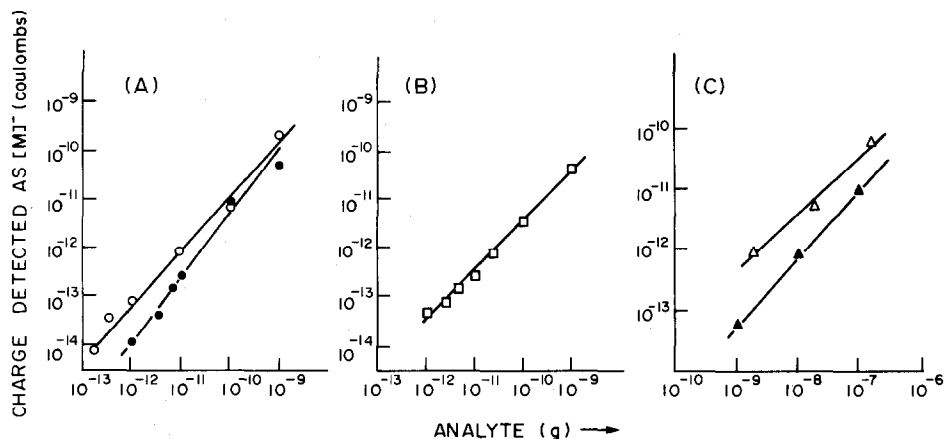 CHARGE DETECTED AS [M]⁻ (coulombs)
(A)
10⁻⁹
10⁻¹⁰
10⁻¹¹
10⁻¹²
10⁻¹³
10⁻¹⁴
10⁻¹³ 10⁻¹² 10⁻¹¹ 10⁻¹⁰ 10⁻⁹
(B)
10⁻⁹
10⁻¹⁰
10⁻¹¹
10⁻¹²
10⁻¹³
10⁻¹⁴
10⁻¹³ 10⁻¹² 10⁻¹¹ 10⁻¹⁰ 10⁻⁹
(C)
10⁻¹⁰
10⁻¹¹
10⁻¹²
10⁻¹³
10⁻¹⁰ 10⁻⁹ 10⁻⁸ 10⁻⁷ 10⁻⁶
ANALYTE (g) →